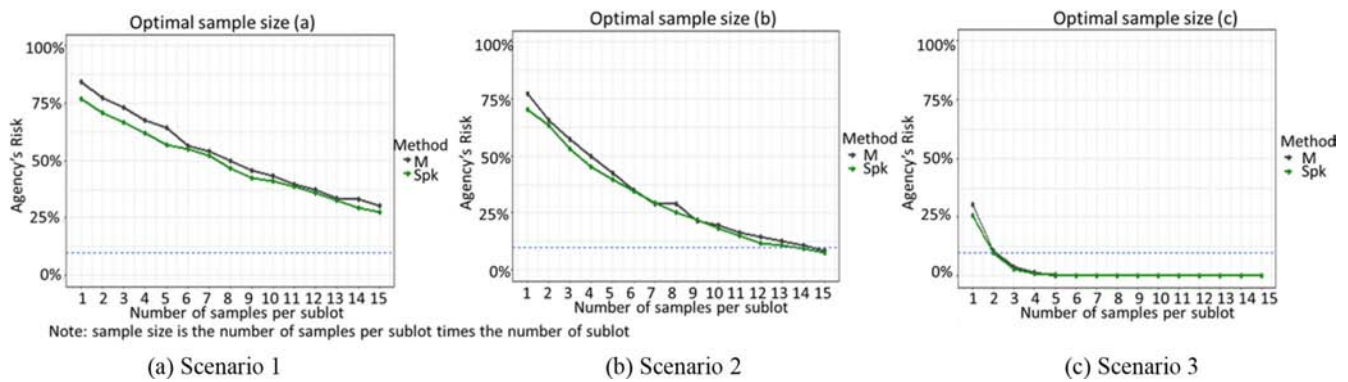 Optimal sample size (a)
100%
75%
50%
25%
0%
Agency's Risk
1 2 3 4 5 6 7 8 9 10 11 12 13 14 15
Number of samples per sublot
Method
M
Spk
Optimal sample size (b)
100%
75%
50%
25%
0%
Agency's Risk
1 2 3 4 5 6 7 8 9 10 11 12 13 14 15
Number of samples per sublot
Method
M
Spk
Optimal sample size (c)
100%
75%
50%
25%
0%
Agency's Risk
1 2 3 4 5 6 7 8 9 10 11 12 13 14 15
Number of samples per sublot
Method
M
Spk
Note: sample size is the number of samples per sublot times the number of sublot
(a) Scenario 1
(b) Scenario 2
(c) Scenario 3